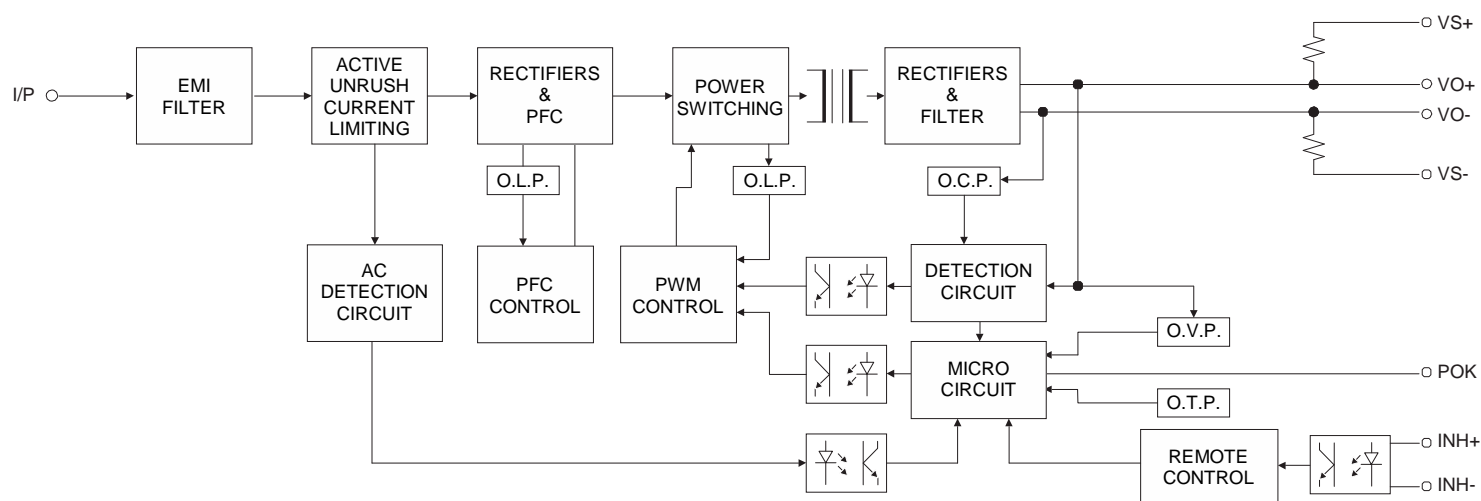 I/P
EMI
FILTER
ACTIVE
UNRUSH
CURRENT
LIMITING
RECTIFIERS
&
PFC
POWER
SWITCHING
RECTIFIERS
&
FILTER
VS+
VO+
VO-
VS-
O.L.P.
O.L.P.
O.C.P.
AC
DETECTION
CIRCUIT
PFC
CONTROL
PWM
CONTROL
DETECTION
CIRCUIT
O.V.P.
MICRO
CIRCUIT
POK
O.T.P.
REMOTE
CONTROL
INH+
INH-